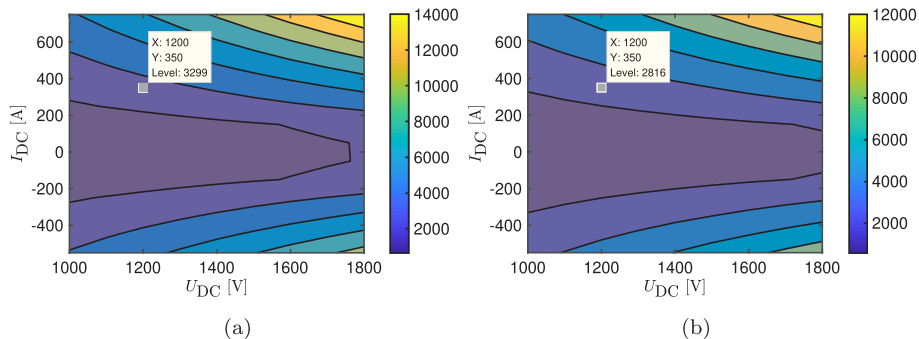 600
400
200
0
-200
-400
I_DC [A]
1000
1200
1400
1600
1800
U_DC [V]
X: 1200
Y: 350
Level: 3299
14000
12000
10000
8000
6000
4000
2000
(a)
600
400
200
0
-200
-400
I_DC [A]
1000
1200
1400
1600
1800
U_DC [V]
X: 1200
Y: 350
Level: 2816
12000
10000
8000
6000
4000
2000
(b)